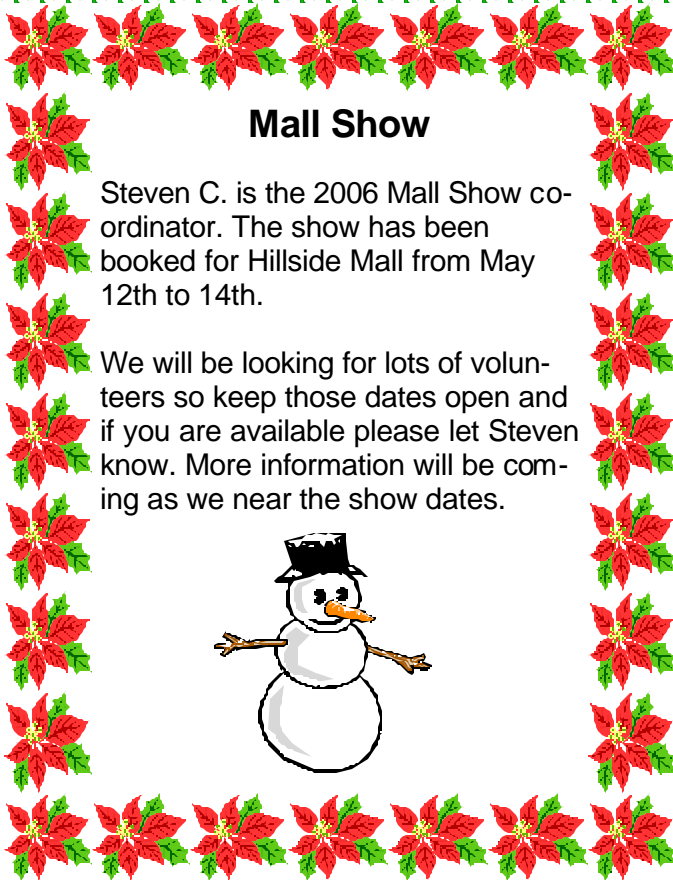 Mall Show
Steven C. is the 2006 Mall Show co-
ordinator. The show has been
booked for Hillside Mall from May
12th to 14th.
We will be looking for lots of volun-
teers so keep those dates open and
if you are available please let Steven
know. More information will be com-
ing as we near the show dates.